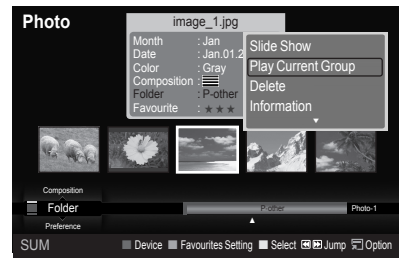 Photo
image_1.jpg
Month : Jan
Date : Jan.01.2
Color : Gray
Composition :
Folder : P-other
Favourite : ★ ★ ★
Slide Show
Play Current Group
Delete
Information
Composition
Folder
Preference
P-other
Photo-1
SUM
Device
Favourites Setting
Select
Jump
Option